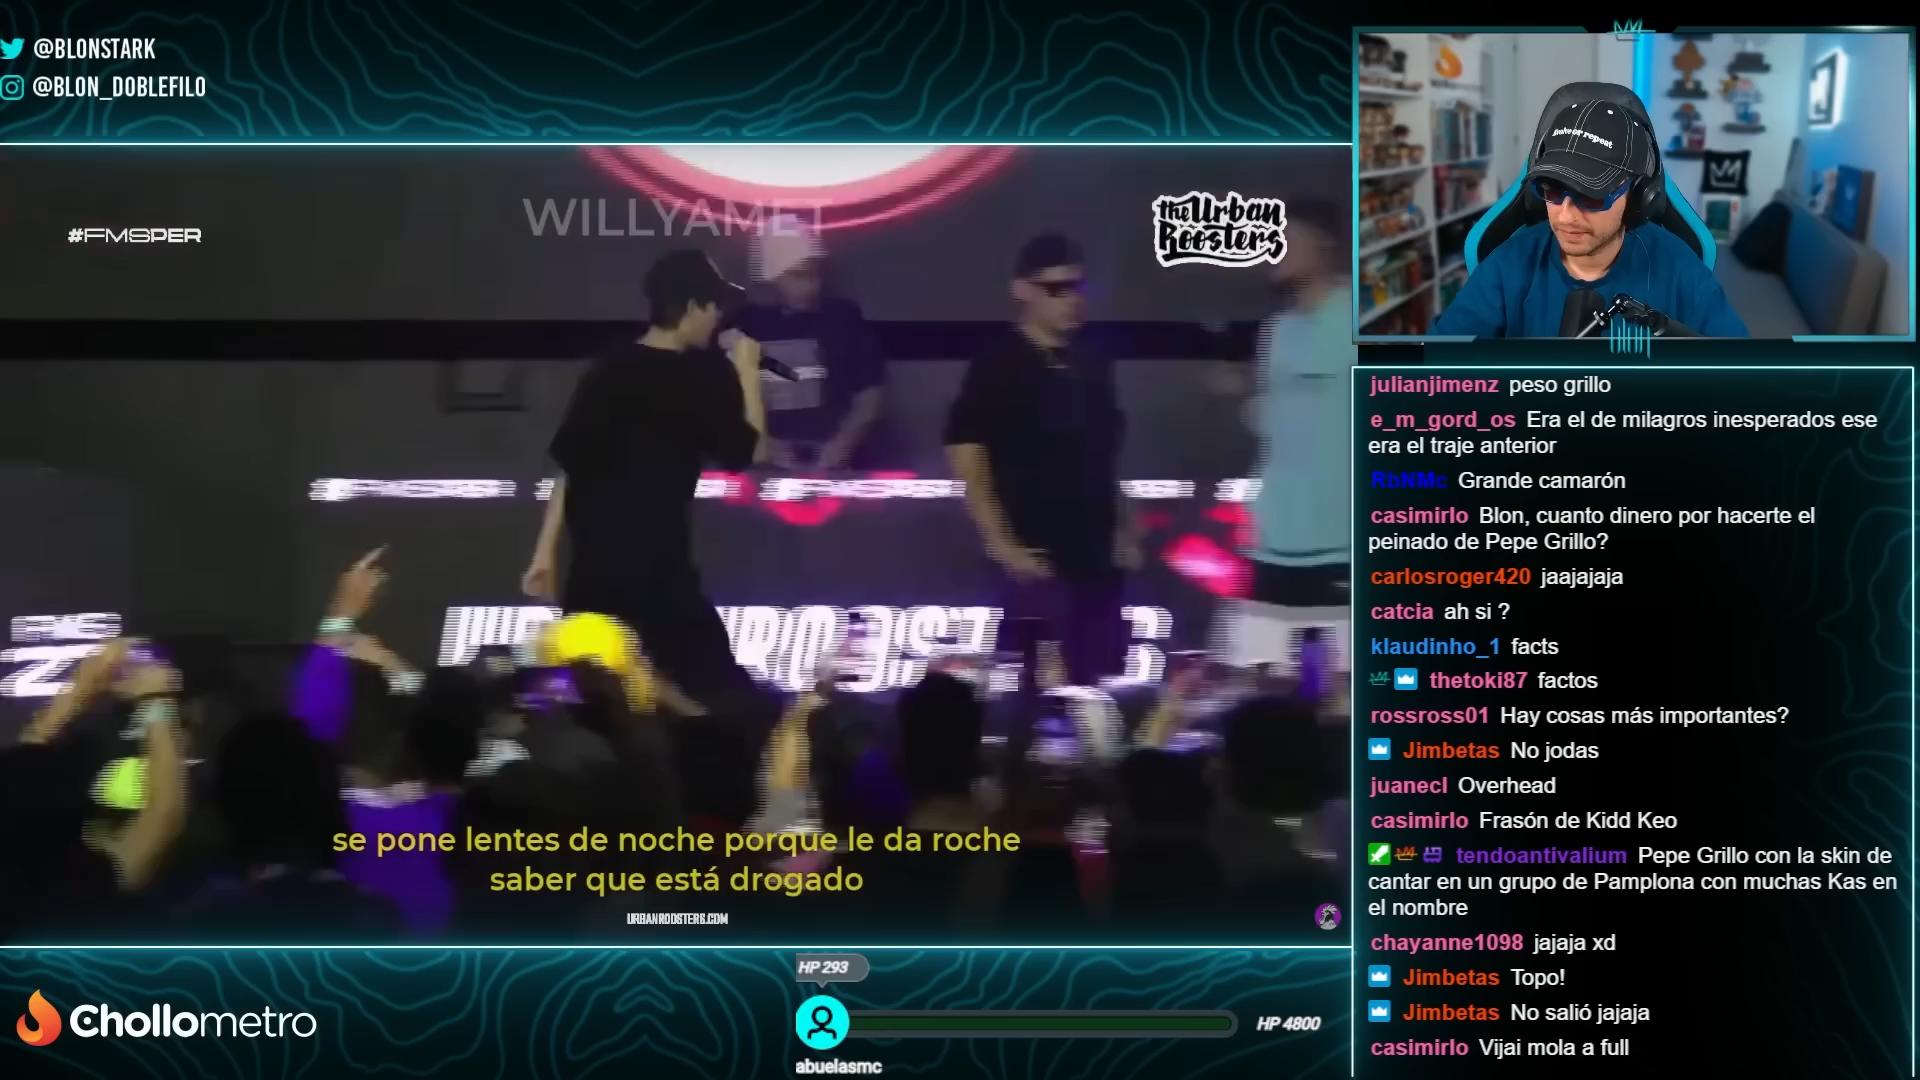 @BLONSTARK
@BLON_DOBLEFILO
#FMSPER
WILLYAMET
the Urban
Roosters
se pone lentes de noche porque le da roche
saber que está drogado
URBANROOSTERS.COM
Chollometro
HP 293
HP 4800
abuelasmc
julianjimenz peso grillo
e_m_gord_os Era el de milagros inesperados ese
era el traje anterior
RbNMc Grande camarón
casimirlo Blon, cuanto dinero por hacerte el
peinado de Pepe Grillo?
carlosroger420 jaajajaja
catcia ah si ?
klaudinho_1 facts
thetoki87 factos
rossross01 Hay cosas más importantes?
Jimbetas No jodas
juanecl Overhead
casimirlo Frasón de Kidd Keo
tendoantivalium Pepe Grillo con la skin de
cantar en un grupo de Pamplona con muchas Kas en
el nombre
chayanne1098 jajaja xd
Jimbetas Topo!
Jimbetas No salió jajaja
casimirlo Vijai mola a full